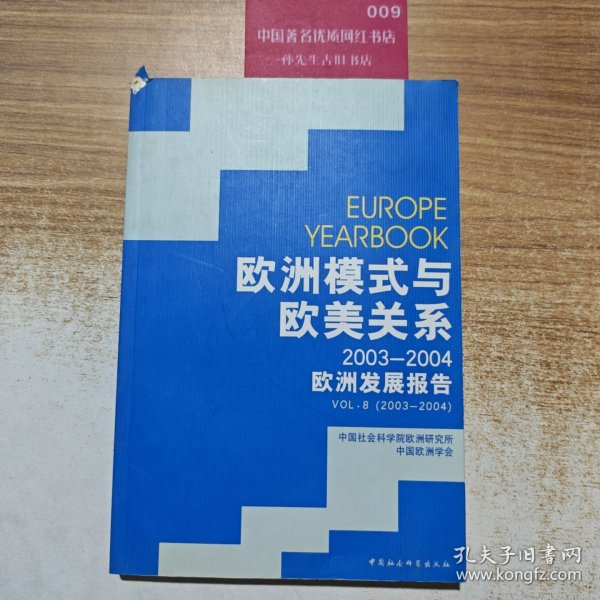 009
中国著名优质网红书店
孙先生古旧书店
EUROPE
YEARBOOK
欧洲模式与
欧美关系
2003—2004
欧洲发展报告
VOL·8 (2003—2004)
中国社会科学院欧洲研究所
中国欧洲学会
中国社会科学出版社
孔夫子旧书网
www.kongfz.com